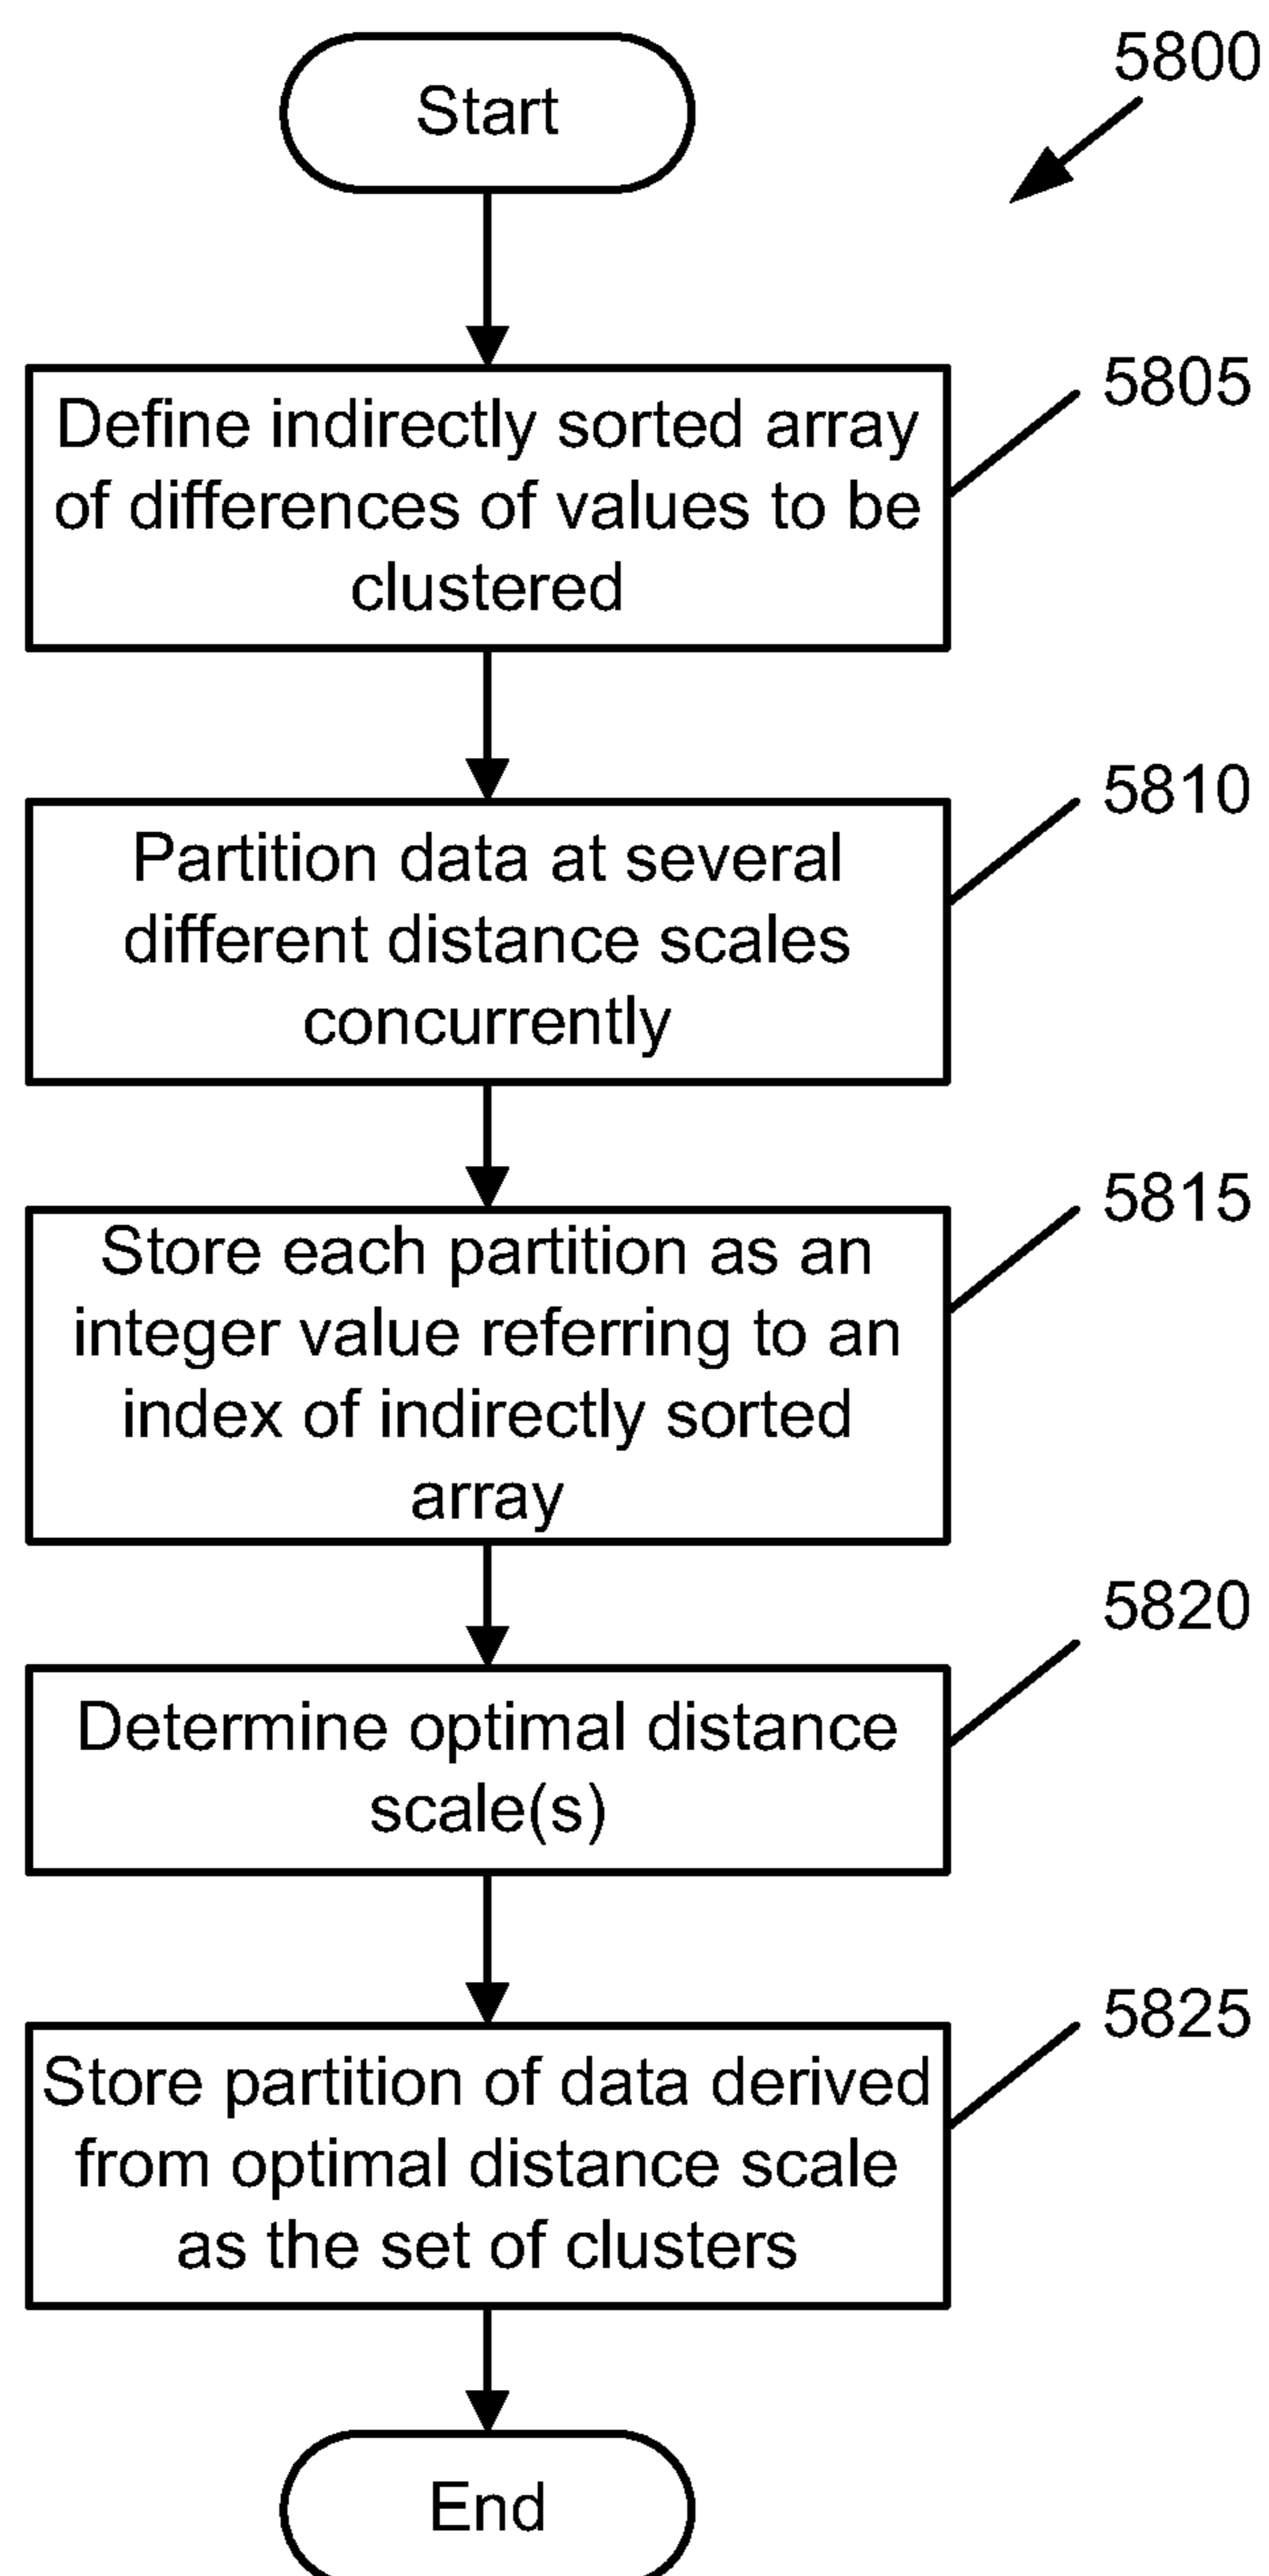 Start
5800
5805
Define indirectly sorted array
of differences of values to be
clustered
5810
Partition data at several
different distance scales
concurrently
5815
Store each partition as an
integer value referring to an
index of indirectly sorted
array
5820
Determine optimal distance
scale(s)
5825
Store partition of data derived
from optimal distance scale
as the set of clusters
End